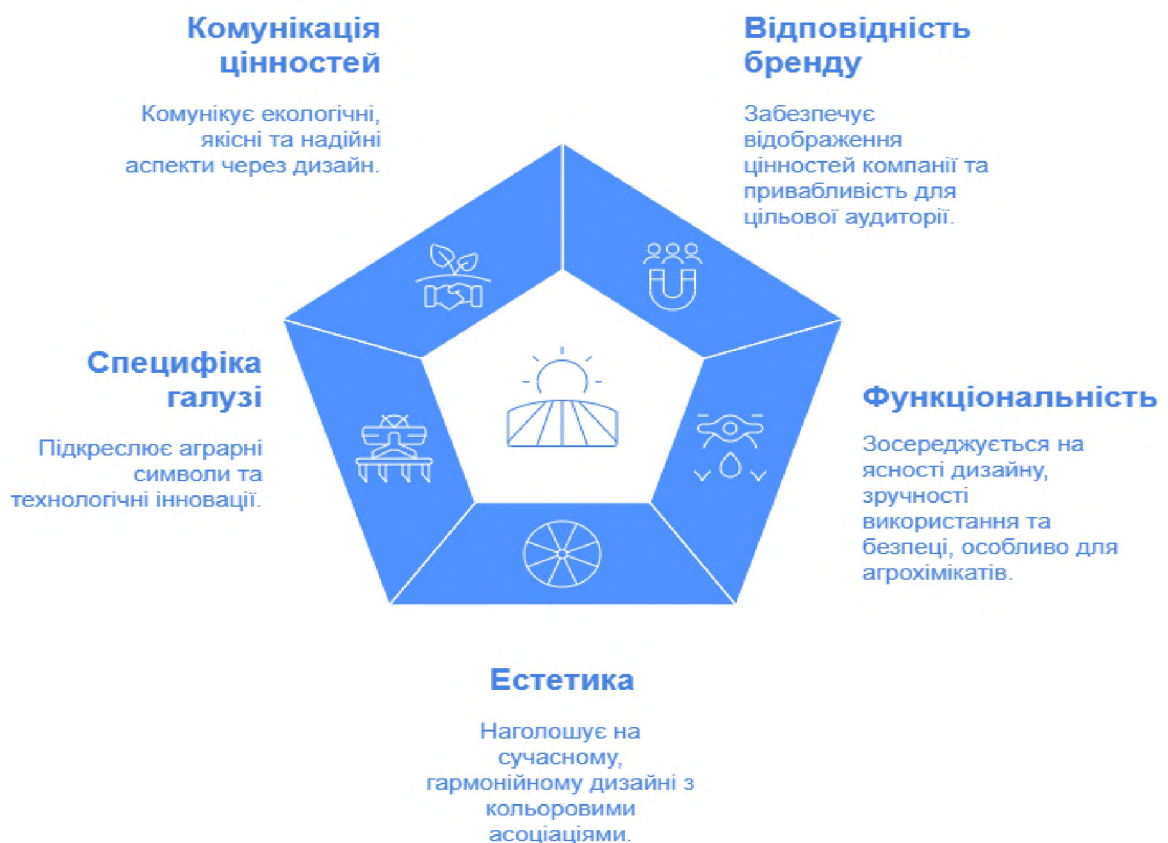 Комунікація
цінностей
Комунікує екологічні,
якісні та надійні
аспекти через дизайн.
Відповідність
бренду
Забезпечує
відображення
цінностей компанії та
привабливість для
цільової аудиторії.
Специфіка
галузі
Підкреслює аграрні
символи та
технологічні інновації.
Функціональність
Зосереджується на
ясності дизайну,
зручності
використання та
безпеці, особливо для
агрохімікатів.
Естетика
Наголошує на
сучасному,
гармонійному дизайні з
кольоровими
асоціаціями.